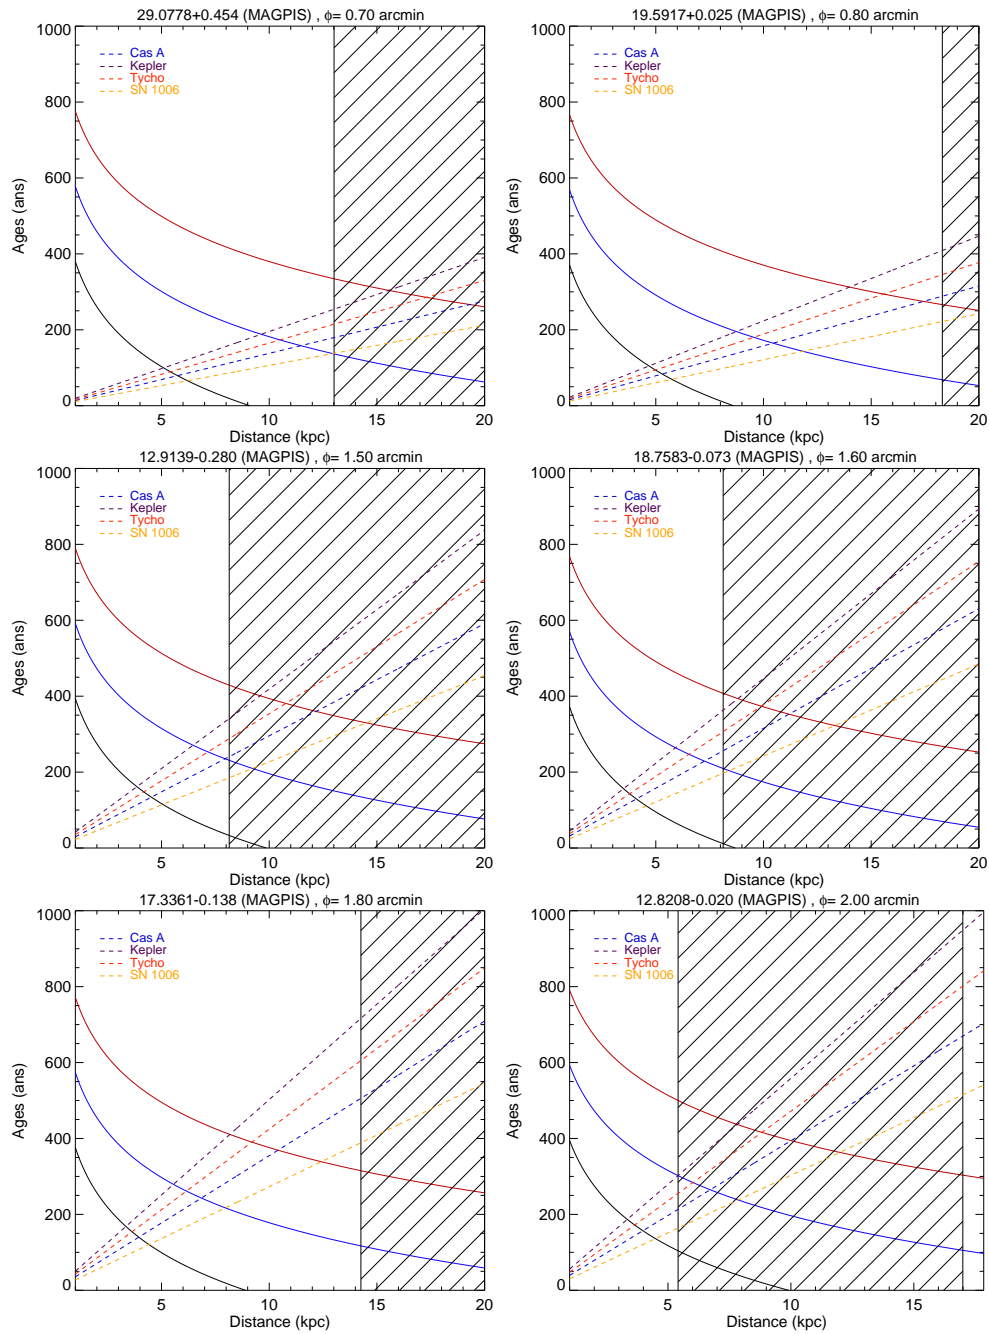 29.0778+0.454 (MAGPIS) , ϕ= 0.70 arcmin
1000
800
600
400
200
0
Ages (ans)
Cas A
Kepler
Tycho
SN 1006
5
10
15
20
Distance (kpc)
19.5917+0.025 (MAGPIS) , ϕ= 0.80 arcmin
1000
800
600
400
200
0
Ages (ans)
Cas A
Kepler
Tycho
SN 1006
5
10
15
20
Distance (kpc)
12.9139-0.280 (MAGPIS) , ϕ= 1.50 arcmin
1000
800
600
400
200
0
Ages (ans)
Cas A
Kepler
Tycho
SN 1006
5
10
15
20
Distance (kpc)
18.7583-0.073 (MAGPIS) , ϕ= 1.60 arcmin
1000
800
600
400
200
0
Ages (ans)
Cas A
Kepler
Tycho
SN 1006
5
10
15
20
Distance (kpc)
17.3361-0.138 (MAGPIS) , ϕ= 1.80 arcmin
1000
800
600
400
200
0
Ages (ans)
Cas A
Kepler
Tycho
SN 1006
5
10
15
20
Distance (kpc)
12.8208-0.020 (MAGPIS) , ϕ= 2.00 arcmin
1000
800
600
400
200
0
Ages (ans)
Cas A
Kepler
Tycho
SN 1006
5
10
15
Distance (kpc)